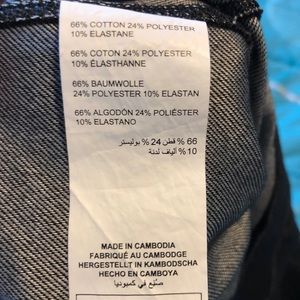 66% COTTON 24% POLYESTER
10% ELASTANE
66% COTON 24% POLYESTER
10% ÉLASTHANNE
66% BAUMWOLLE
24% POLYESTER 10% ELASTAN
66% ALGODÓN 24% POLIÉSTER
10% ELASTANO
66 % قطن 24 % بوليستر
10 % ألياف لدنة
MADE IN CAMBODIA
FABRIQUÉ AU CAMBODGE
HERGESTELLT IN KAMBODSCHA
HECHO EN CAMBOYA
صنع في كمبوديا